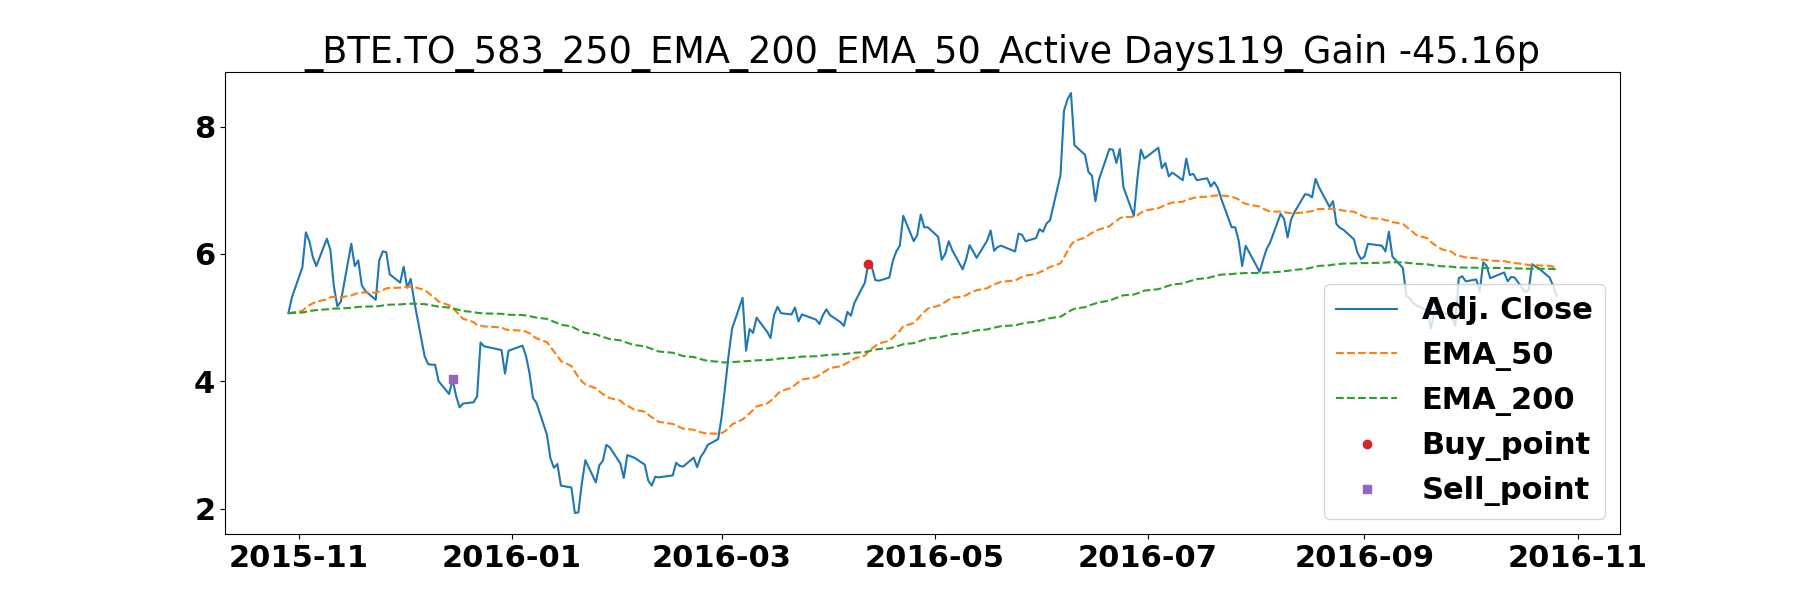 _BTE.TO_583_250_EMA_200_EMA_50_Active Days119_Gain -45.16p
8
6
4
2
Adj. Close
EMA_50
EMA_200
Buy_point
Sell_point
2015-11 2016-01 2016-03 2016-05 2016-07 2016-09 2016-11